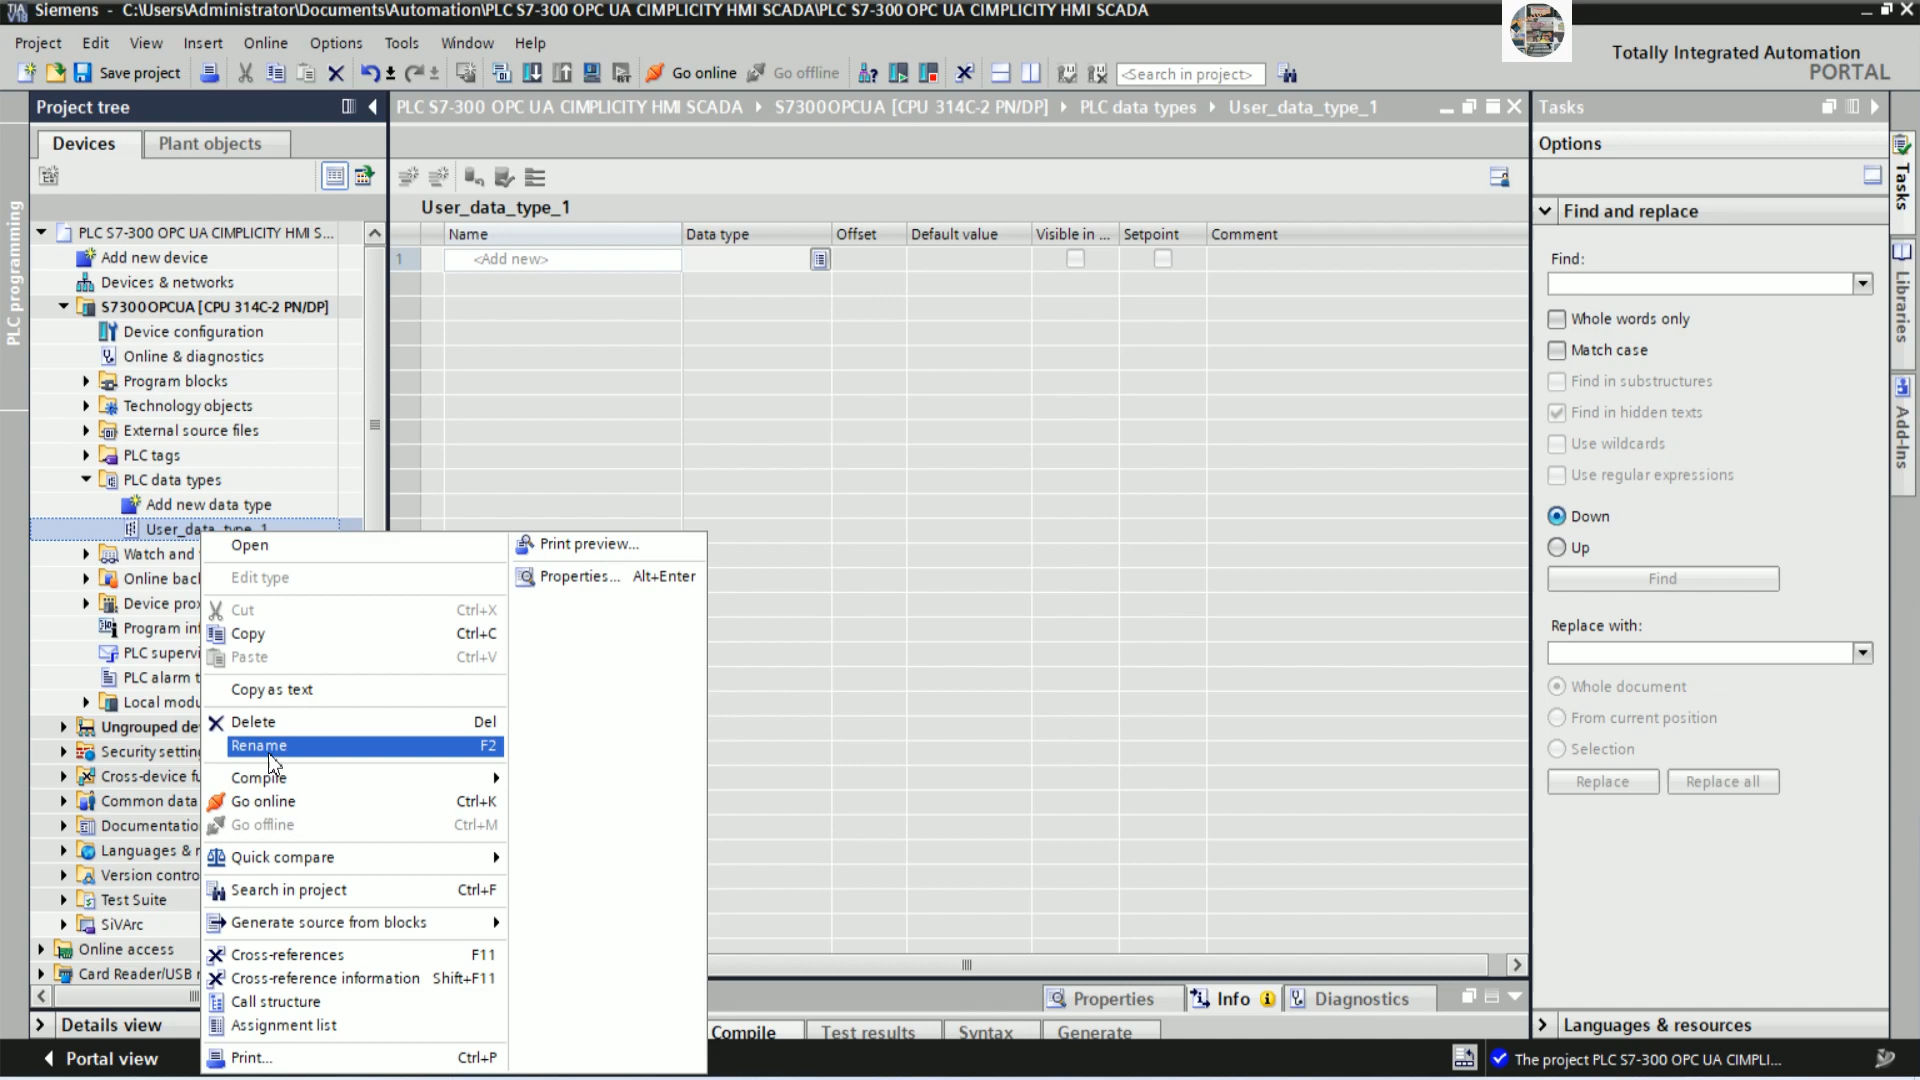 Siemens - C:\Users\Administrator\Documents\Automation\PLC S7-300 OPC UA CIMPLICITY HMI SCADA\PLC S7-300 OPC UA CIMPLICITY HMI SCADA
Project Edit View Insert Online Options Tools Window Help
Totally Integrated Automation
PORTAL
Save project
Go online
Go offline
<Search in project>
Project tree
PLC S7-300 OPC UA CIMPLICITY HMI SCADA
S7300OPCUA [CPU 314C-2 PN/DP]
PLC data types
User_data_type_1
Tasks
Devices
Plant objects
Options
PLC programming
User_data_type_1
Name
Data type
Offset
Default value
Visible in ...
Setpoint
Comment
1
<Add new>
PLC S7-300 OPC UA CIMPLICITY HMI S...
Add new device
Devices & networks
S7300OPCUA [CPU 314C-2 PN/DP]
Device configuration
Online & diagnostics
Program blocks
Technology objects
External source files
PLC tags
PLC data types
Add new data type
User_data_type_1
Watch and
Online bac
Device prox
Program inf
PLC supervi
PLC alarm t
Local modu
Ungrouped de
Security setting
Cross-device fu
Common data
Documentatio
Languages & r
Version contro
Test Suite
SiVArc
Online access
Card Reader/USB
Details view
Portal view
Open
Edit type
Cut Ctrl+X
Copy Ctrl+C
Paste Ctrl+V
Copy as text
Delete Del
Rename F2
Compile
Go online Ctrl+K
Go offline Ctrl+M
Quick compare
Search in project Ctrl+F
Generate source from blocks
Cross-references F11
Cross-reference information Shift+F11
Call structure
Assignment list
Print... Ctrl+P
Print preview...
Properties... Alt+Enter
Properties
Info
Diagnostics
Compile
Test results
Syntax
Generate
Find and replace
Find:
Whole words only
Match case
Find in substructures
Find in hidden texts
Use wildcards
Use regular expressions
Down
Up
Find
Replace with:
Whole document
From current position
Selection
Replace
Replace all
Languages & resources
Tasks
Libraries
Add-Ins
The project PLC S7-300 OPC UA CIMPLI...